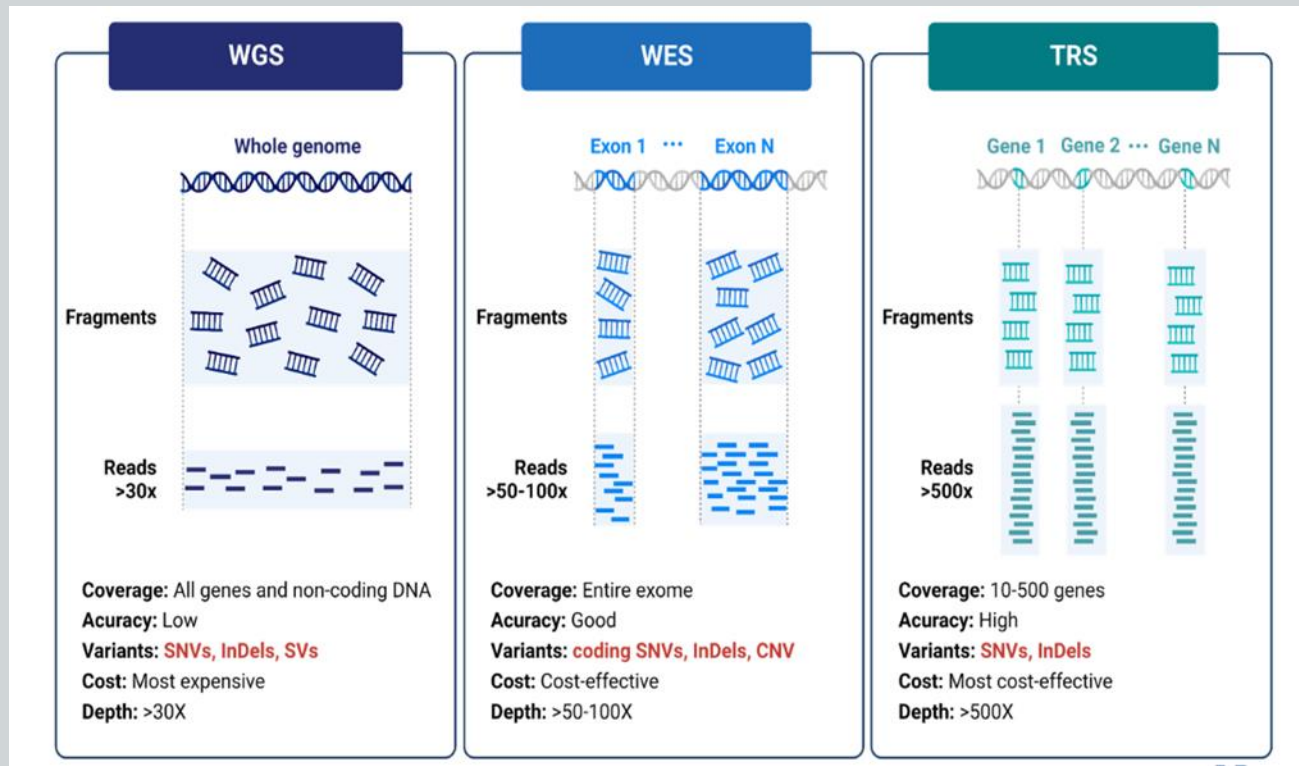 WGS
Whole genome
Fragments
Reads
>30x
Coverage: All genes and non-coding DNA
Acuracy: Low
Variants: SNVs, InDels, SVs
Cost: Most expensive
Depth: >30X
WES
Exon 1 ··· Exon N
Fragments
Reads
>50-100x
Coverage: Entire exome
Acuracy: Good
Variants: coding SNVs, InDels, CNV
Cost: Cost-effective
Depth: >50-100X
TRS
Gene 1 Gene 2 ··· Gene N
Fragments
Reads
>500x
Coverage: 10-500 genes
Acuracy: High
Variants: SNVs, InDels
Cost: Most cost-effective
Depth: >500X